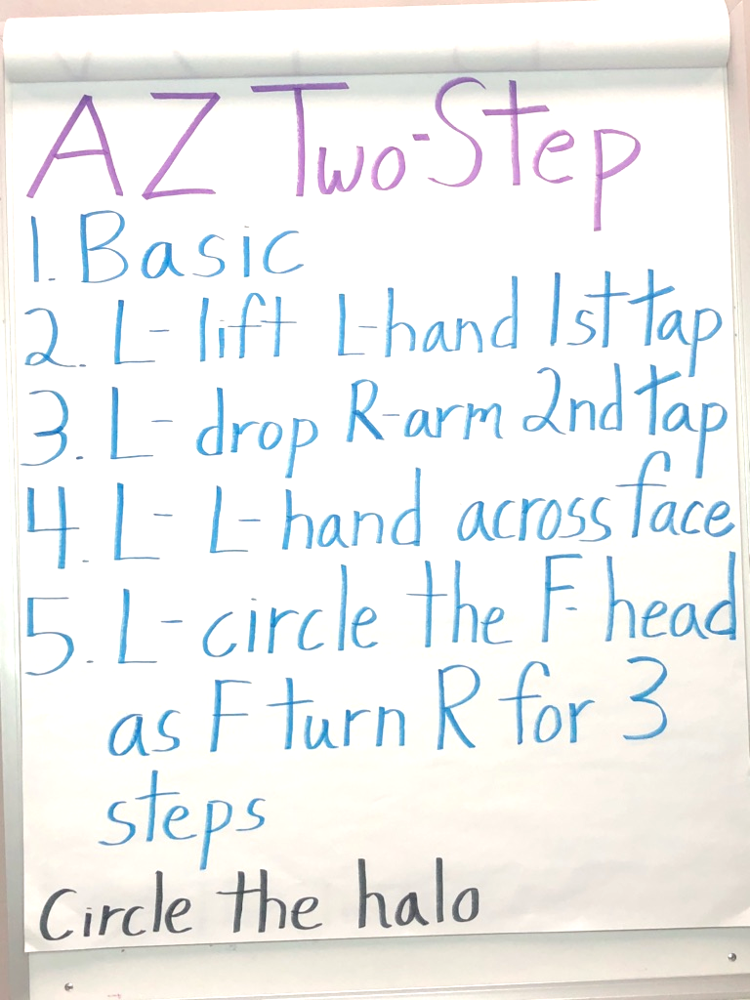 AZ Two-Step
1. Basic
2. L- lift L-hand 1st tap
3. L- drop R-arm 2nd tap
4. L- L-hand across face
5. L- circle the F- head
as F turn R for 3
steps
Circle the halo